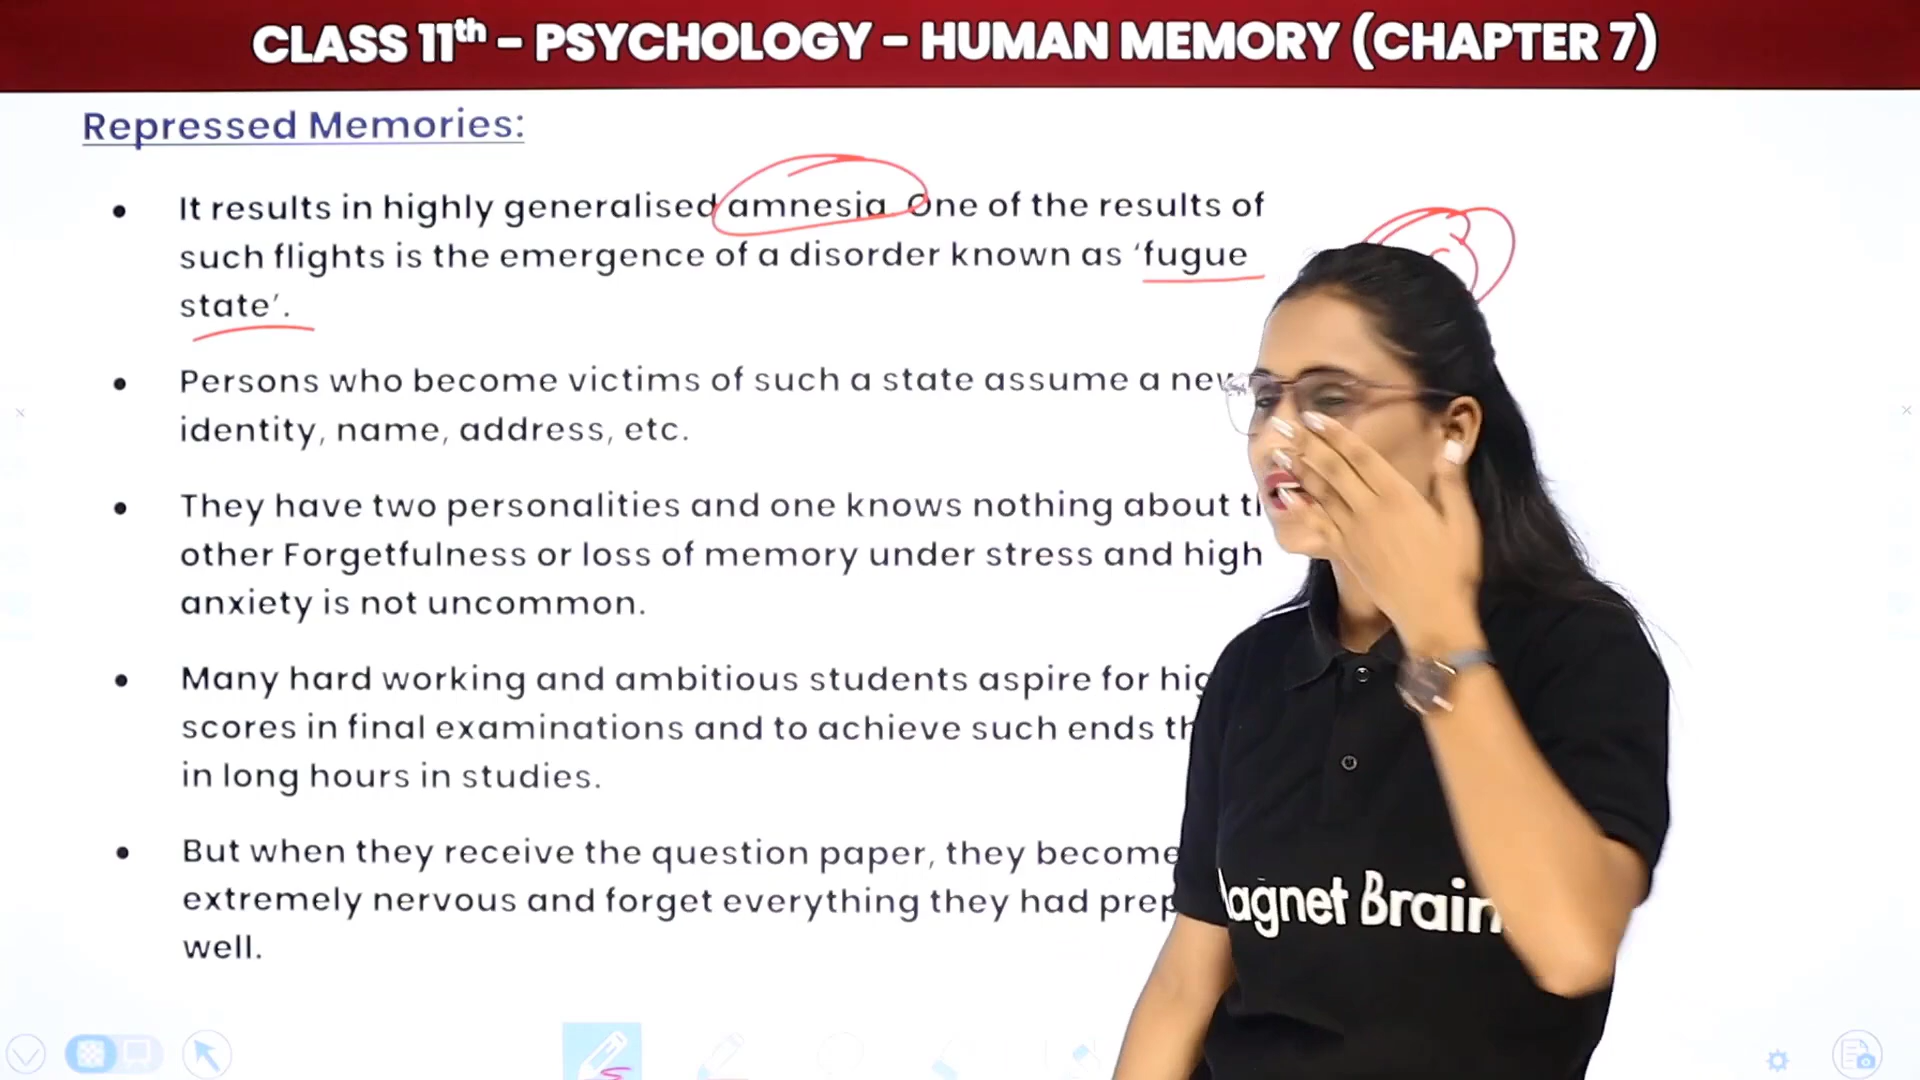 CLASS 11th - PSYCHOLOGY - HUMAN MEMORY (CHAPTER 7)
Repressed Memories:
• It results in highly generalised amnesia. One of the results of
such flights is the emergence of a disorder known as ‘fugue
state’.
• Persons who become victims of such a state assume a new
identity, name, address, etc.
• They have two personalities and one knows nothing about
other Forgetfulness or loss of memory under stress and high
anxiety is not uncommon.
• Many hard working and ambitious students aspire for
scores in final examinations and to achieve such ends
in long hours in studies.
• But when they receive the question paper, they become
extremely nervous and forget everything they had
well.
agnet Brain